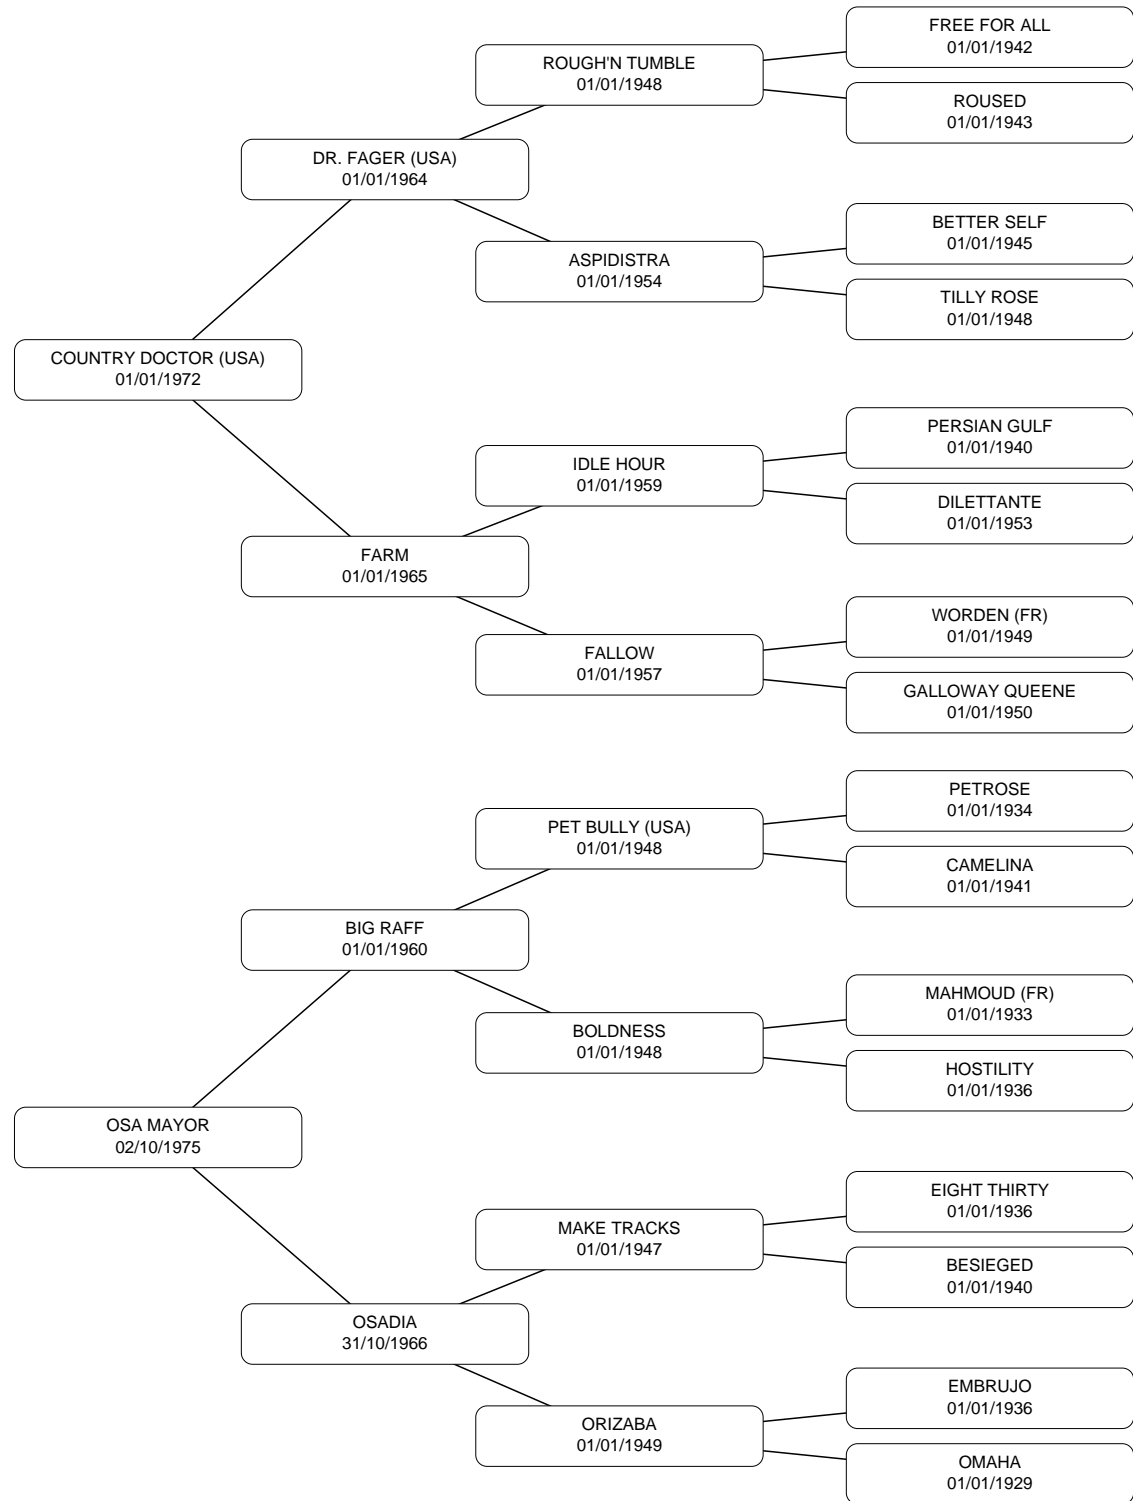 FREE FOR ALL
01/01/1942
ROUGH'N TUMBLE
01/01/1948
ROUSED
01/01/1943
DR. FAGER (USA)
01/01/1964
BETTER SELF
01/01/1945
ASPIDISTRA
01/01/1954
TILLY ROSE
01/01/1948
COUNTRY DOCTOR (USA)
01/01/1972
PERSIAN GULF
01/01/1940
IDLE HOUR
01/01/1959
DILETTANTE
01/01/1953
FARM
01/01/1965
WORDEN (FR)
01/01/1949
FALLOW
01/01/1957
GALLOWAY QUEENE
01/01/1950
PETROSE
01/01/1934
PET BULLY (USA)
01/01/1948
CAMELINA
01/01/1941
BIG RAFF
01/01/1960
MAHMOUD (FR)
01/01/1933
BOLDNESS
01/01/1948
HOSTILITY
01/01/1936
OSA MAYOR
02/10/1975
EIGHT THIRTY
01/01/1936
MAKE TRACKS
01/01/1947
BESIEGED
01/01/1940
OSADIA
31/10/1966
EMBRUJO
01/01/1936
ORIZABA
01/01/1949
OMAHA
01/01/1929